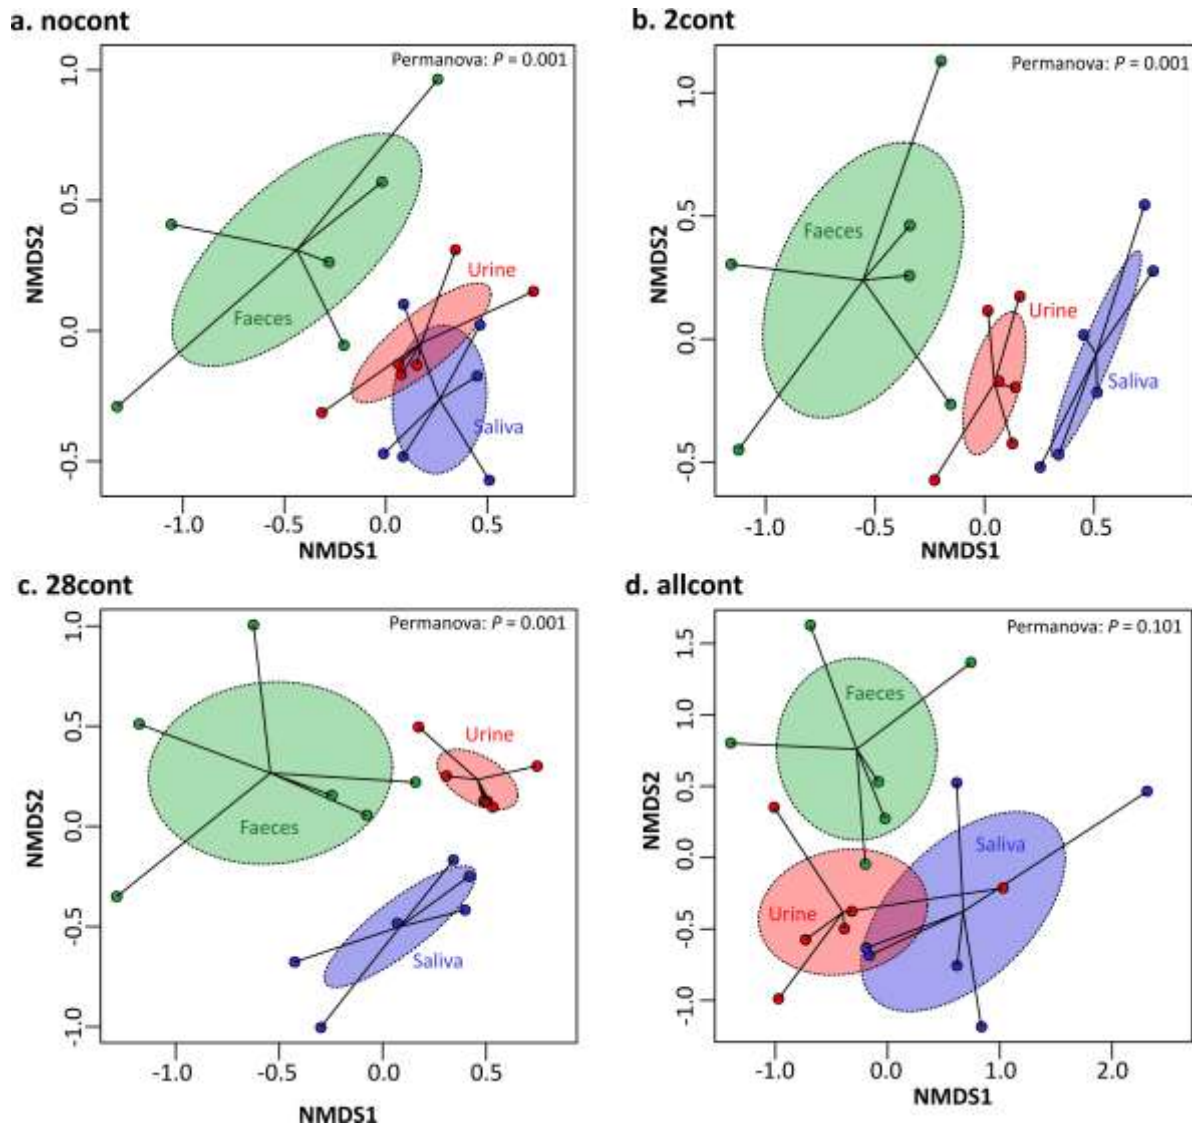 a. nocont
Permanova: P = 0.001
1.0
0.5
0.0
-0.5
NMDS2
Faeces
Urine
Saliva
-1.0 -0.5 0.0 0.5
NMDS1
b. 2cont
Permanova: P = 0.001
1.0
0.5
0.0
-0.5
NMDS2
Faeces
Urine
Saliva
-1.0 -0.5 0.0 0.5
NMDS1
c. 28cont
Permanova: P = 0.001
1.0
0.5
0.0
-0.5
-1.0
NMDS2
Urine
Faeces
Saliva
-1.0 -0.5 0.0 0.5
NMDS1
d. allcont
Permanova: P = 0.101
1.5
1.0
0.5
0.0
-0.5
-1.0
NMDS2
Faeces
Saliva
Urine
-1.0 0.0 1.0 2.0
NMDS1